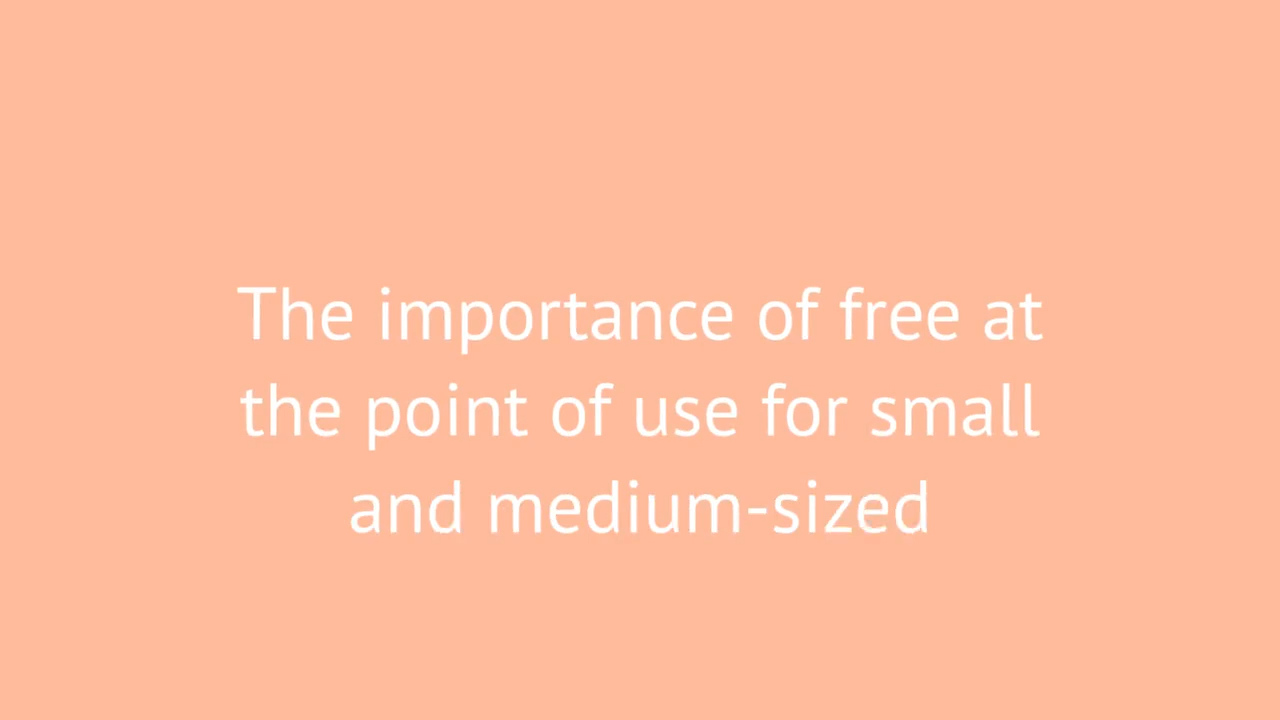 The importance of free at
the point of use for small
and medium-sized